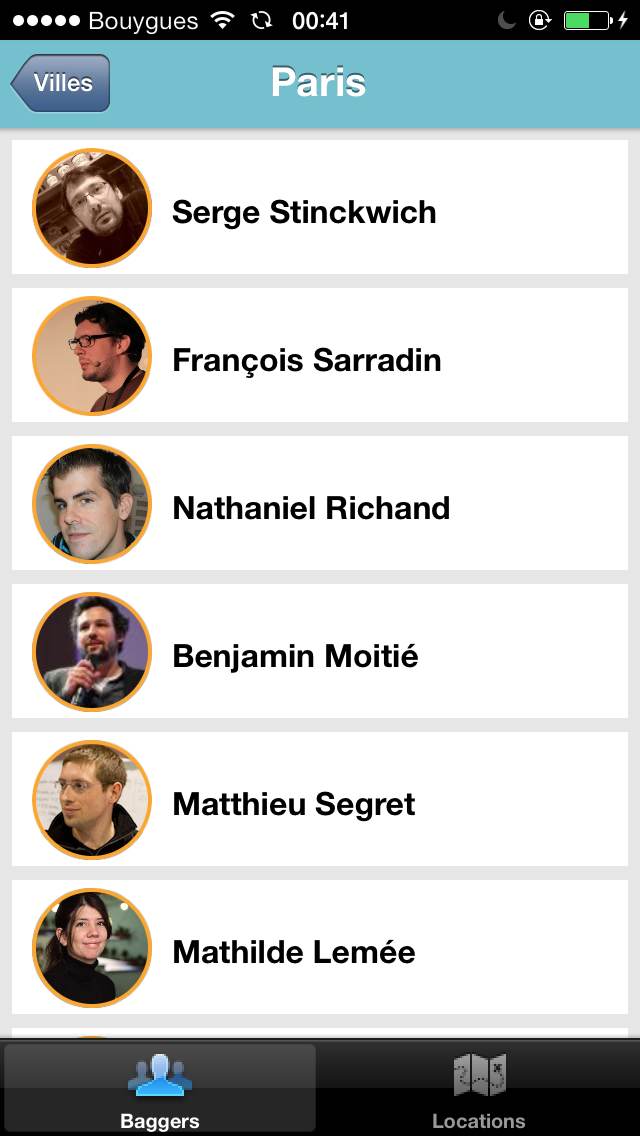 Bouygues 00:41
Villes
Paris
Serge Stinckwich
François Sarradin
Nathaniel Richand
Benjamin Moitié
Matthieu Segret
Mathilde Lemée
Baggers
Locations